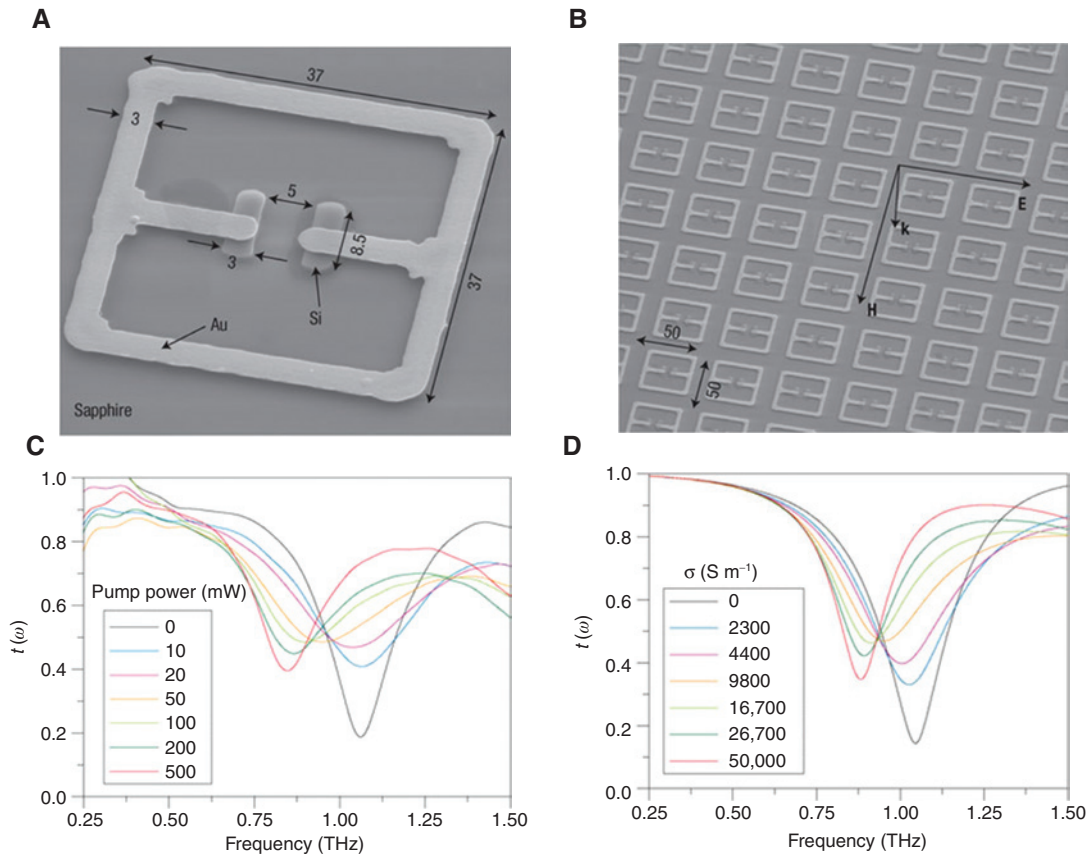 A
37
3
5
8.5
3
37
Au
Si
Sapphire
B
E
k
H
50
50
C
1.0
0.8
0.6
0.4
0.2
0.0
t (ω)
Pump power (mW)
0
10
20
50
100
200
500
0.25 0.50 0.75 1.00 1.25 1.50
Frequency (THz)
D
1.0
0.8
0.6
0.4
0.2
0.0
t (ω)
σ (S m⁻¹)
0
2300
4400
9800
16,700
26,700
50,000
0.25 0.50 0.75 1.00 1.25 1.50
Frequency (THz)